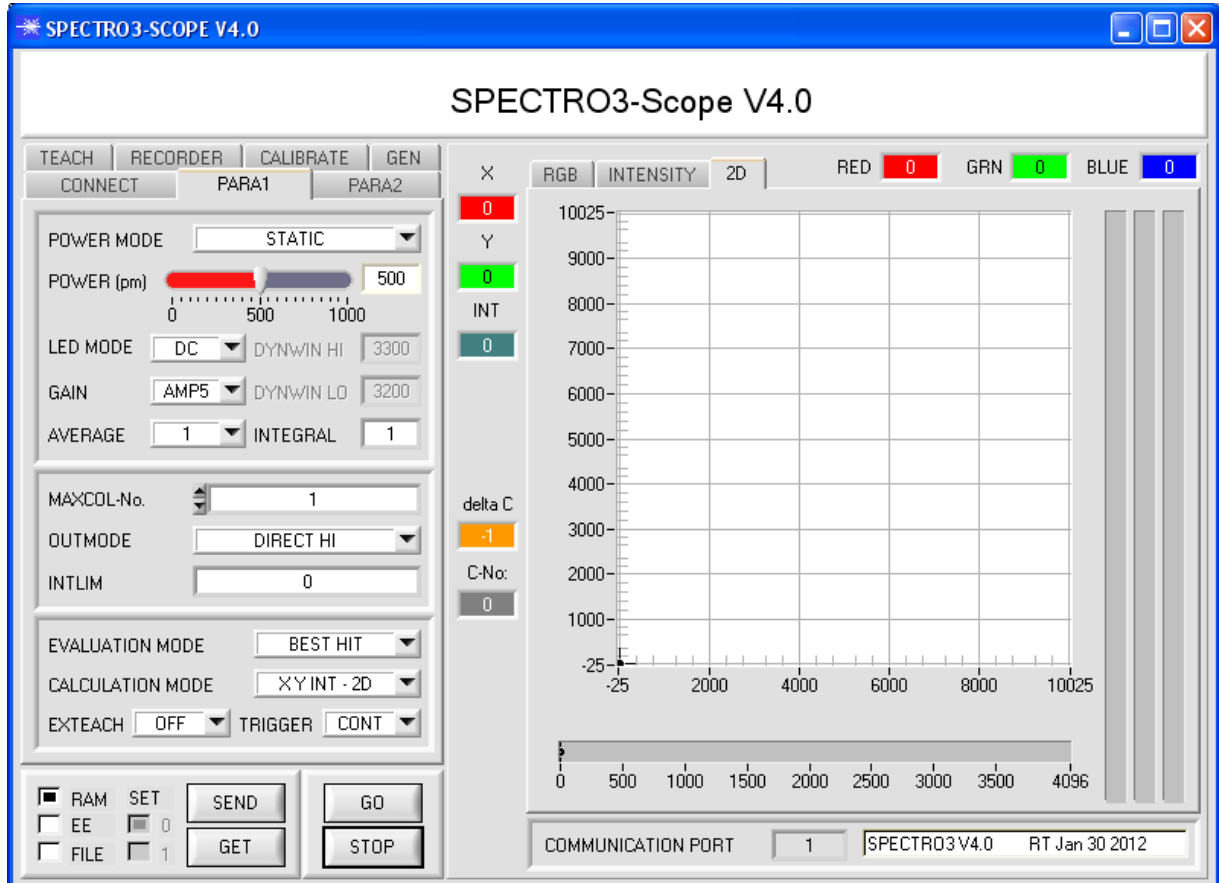 SPECTRO3-SCOPE V4.0
SPECTRO3-Scope V4.0
TEACH RECORDER CALIBRATE GEN
CONNECT PARA1 PARA2
POWER MODE STATIC
POWER (pm) 500
0 500 1000
LED MODE DC DYNWIN HI 3300
GAIN AMP5 DYNWIN LO 3200
AVERAGE 1 INTEGRAL 1
MAXCOL-No. 1
OUTMODE DIRECT HI
INTLIM 0
EVALUATION MODE BEST HIT
CALCULATION MODE X Y INT - 2D
EXTEACH OFF TRIGGER CONT
RAM SET
EE 0
FILE 1
SEND
GET
GO
STOP
X
0
Y
0
INT
0
delta C
-1
C-No:
0
RGB INTENSITY 2D
RED 0 GRN 0 BLUE 0
10025
9000
8000
7000
6000
5000
4000
3000
2000
1000
-25
-25 2000 4000 6000 8000 10025
0 500 1000 1500 2000 2500 3000 3500 4096
COMMUNICATION PORT 1 SPECTRO3 V4.0 RT Jan 30 2012